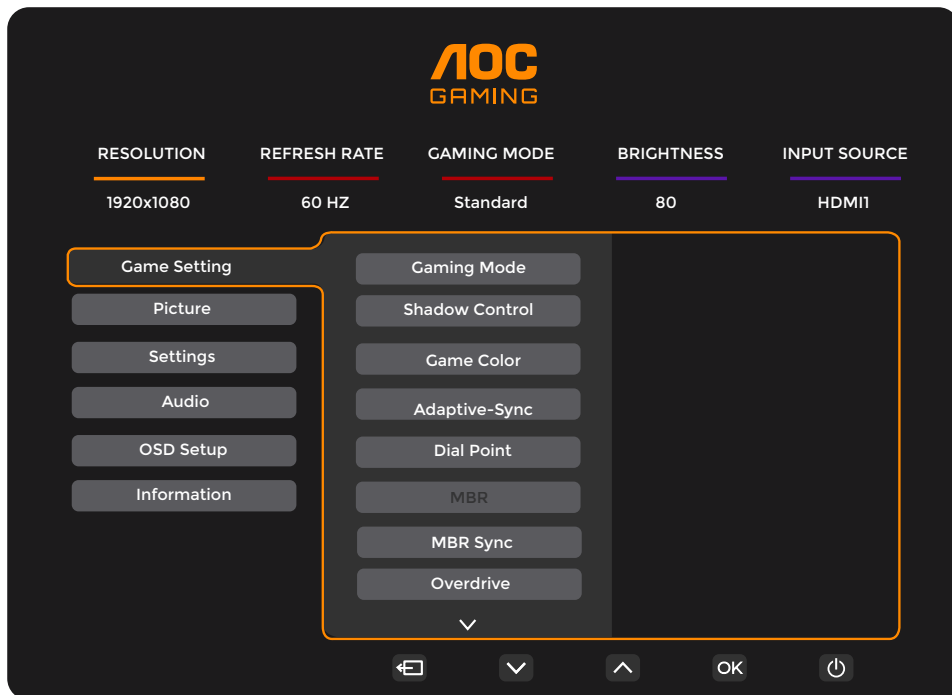 AOC
GAMING
RESOLUTION REFRESH RATE GAMING MODE BRIGHTNESS INPUT SOURCE
1920x1080 60 HZ Standard 80 HDMI1
Game Setting
Picture
Settings
Audio
OSD Setup
Information
Gaming Mode
Shadow Control
Game Color
Adaptive-Sync
Dial Point
MBR
MBR Sync
Overdrive
OK